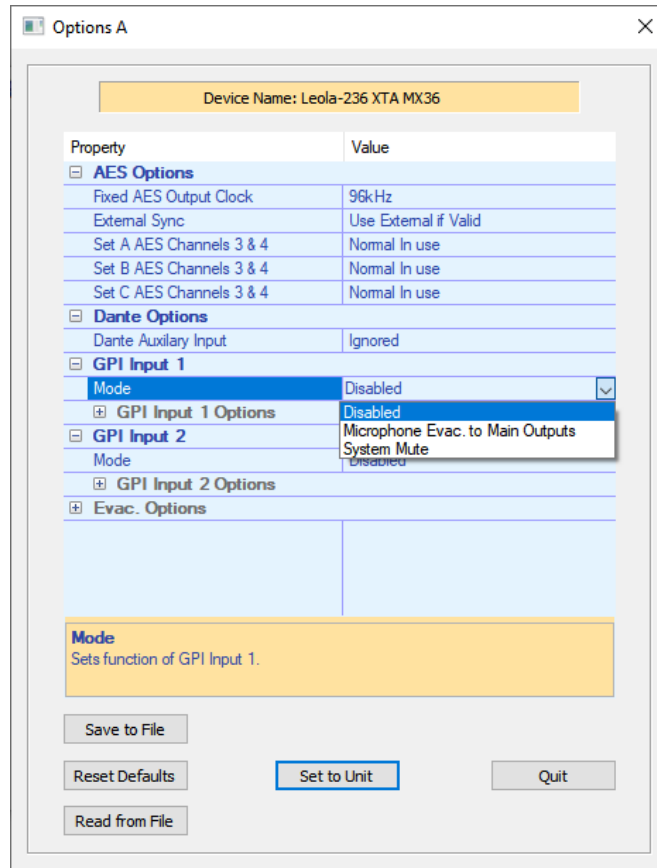 Options A
Device Name: Leola-236 XTA MX36
Property Value
AES Options
Fixed AES Output Clock 96kHz
External Sync Use External if Valid
Set A AES Channels 3 & 4 Normal In use
Set B AES Channels 3 & 4 Normal In use
Set C AES Channels 3 & 4 Normal In use
Dante Options
Dante Auxilary Input Ignored
GPI Input 1
Mode Disabled
GPI Input 1 Options
Disabled
Microphone Evac. to Main Outputs
System Mute
GPI Input 2
Mode Disabled
GPI Input 2 Options
Evac. Options
Mode
Sets function of GPI Input 1.
Save to File
Reset Defaults Set to Unit Quit
Read from File